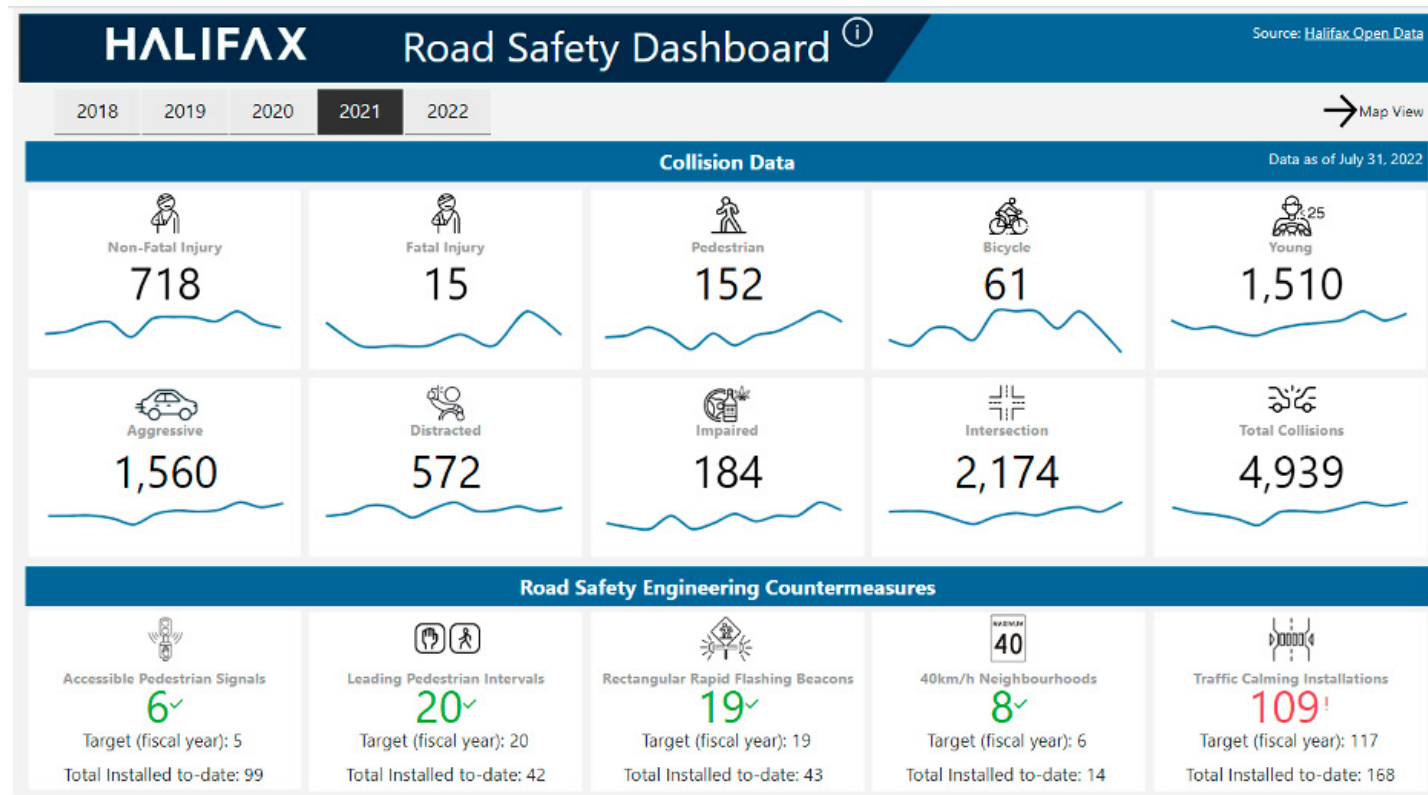 HALIFAX Road Safety Dashboard i
Source: Halifax Open Data
2018 2019 2020 2021 2022
Map View
Collision Data
Data as of July 31, 2022
Non-Fatal Injury
718
Fatal Injury
15
Pedestrian
152
Bicycle
61
25
Young
1,510
Aggressive
1,560
Distracted
572
Impaired
184
Intersection
2,174
Total Collisions
4,939
Road Safety Engineering Countermeasures
Accessible Pedestrian Signals
6
Target (fiscal year): 5
Total Installed to-date: 99
Leading Pedestrian Intervals
20
Target (fiscal year): 20
Total Installed to-date: 42
Rectangular Rapid Flashing Beacons
19
Target (fiscal year): 19
Total Installed to-date: 43
MAXIMUM
40
40km/h Neighbourhoods
8
Target (fiscal year): 6
Total Installed to-date: 14
Traffic Calming Installations
109!
Target (fiscal year): 117
Total Installed to-date: 168